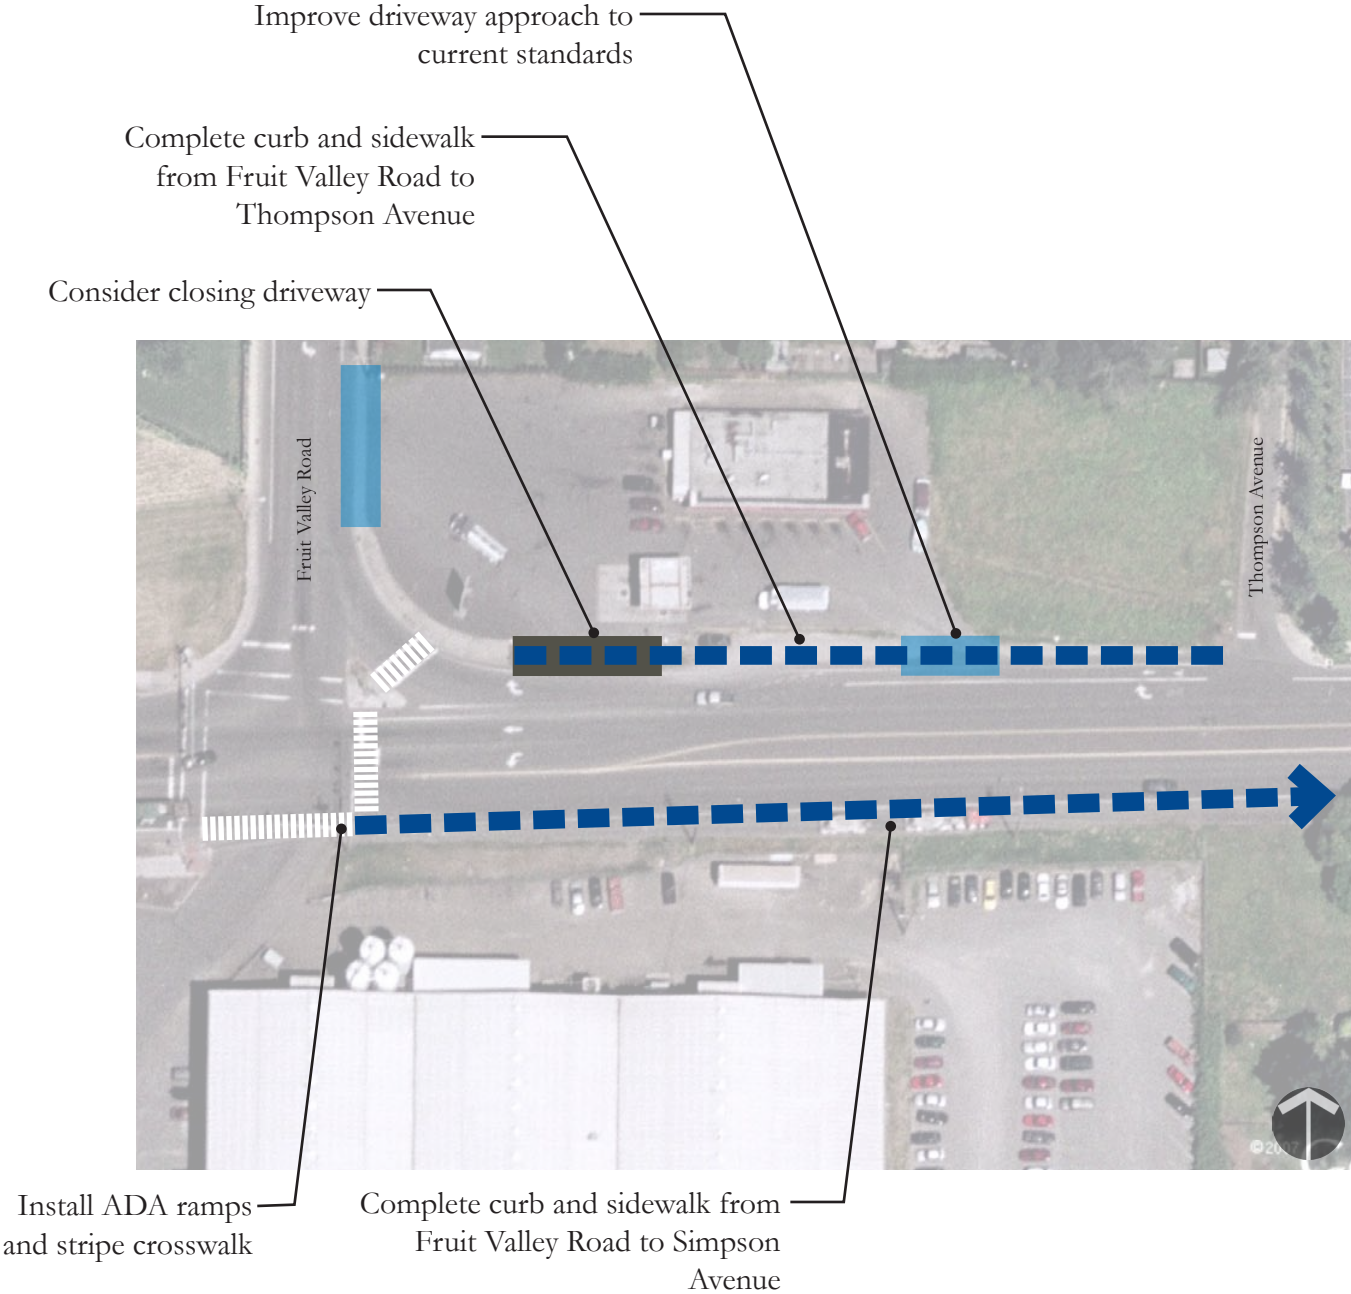 Improve driveway approach to
current standards
Complete curb and sidewalk
from Fruit Valley Road to
Thompson Avenue
Consider closing driveway
Fruit Valley Road
Thompson Avenue
©2007
Install ADA ramps
and stripe crosswalk
Complete curb and sidewalk from
Fruit Valley Road to Simpson
Avenue